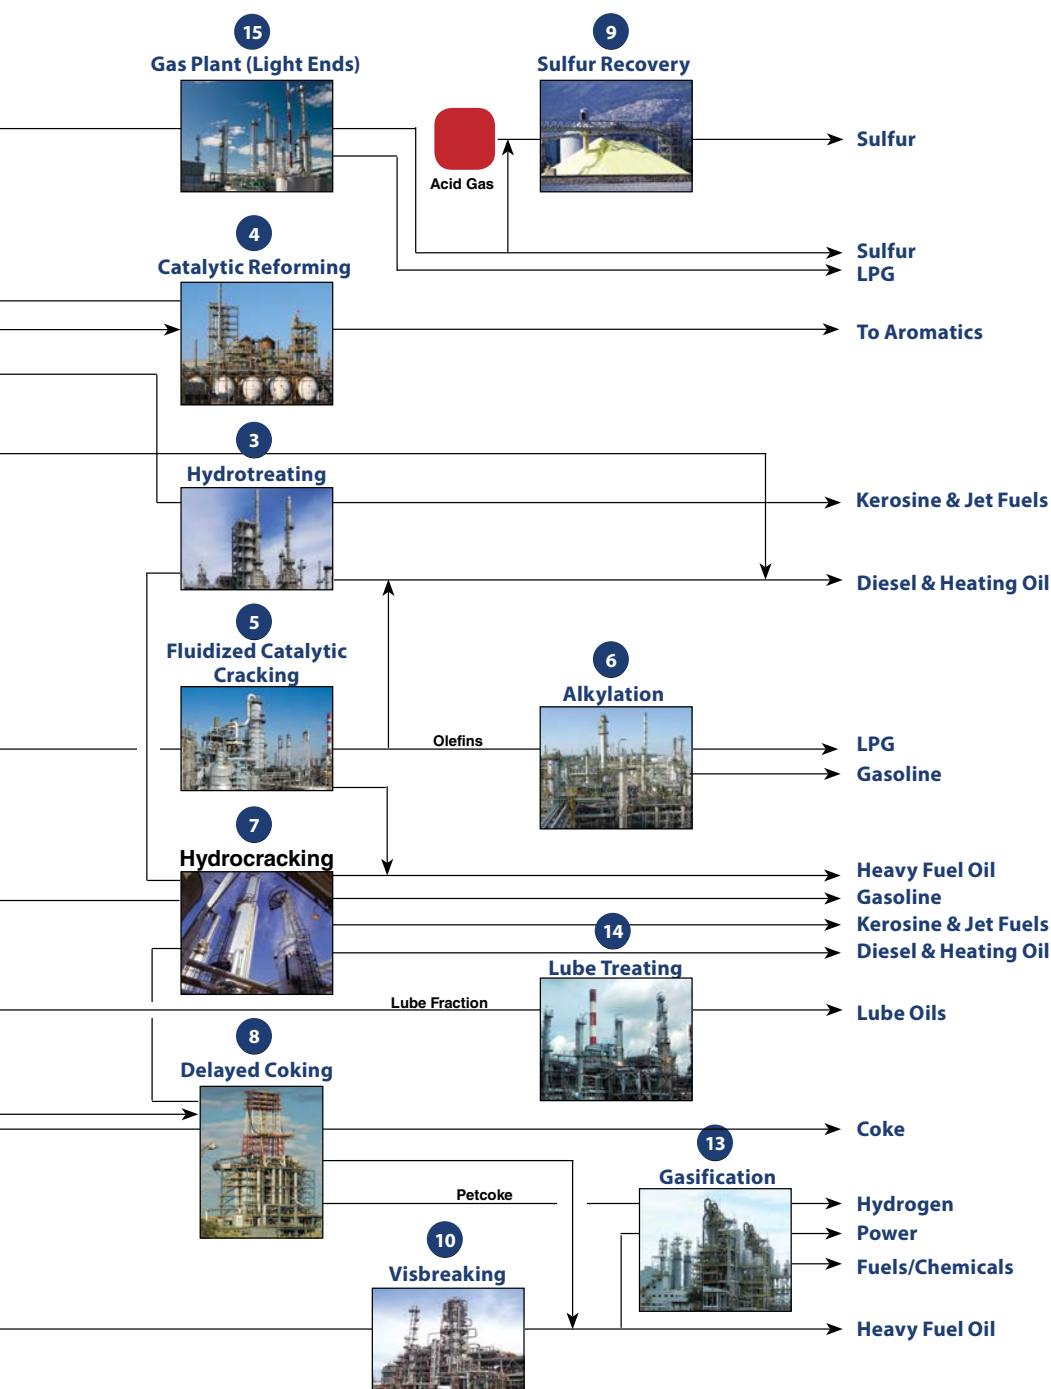 15
Gas Plant (Light Ends)
9
Sulfur Recovery
Acid Gas
Sulfur
Sulfur
LPG
4
Catalytic Reforming
To Aromatics
3
Hydrotreating
Kerosine & Jet Fuels
Diesel & Heating Oil
5
Fluidized Catalytic
Cracking
6
Alkylation
Olefins
LPG
Gasoline
7
Hydrocracking
Heavy Fuel Oil
Gasoline
Kerosine & Jet Fuels
Diesel & Heating Oil
14
Lube Treating
Lube Fraction
Lube Oils
8
Delayed Coking
Coke
13
Gasification
Petcoke
Hydrogen
Power
Fuels/Chemicals
10
Visbreaking
Heavy Fuel Oil